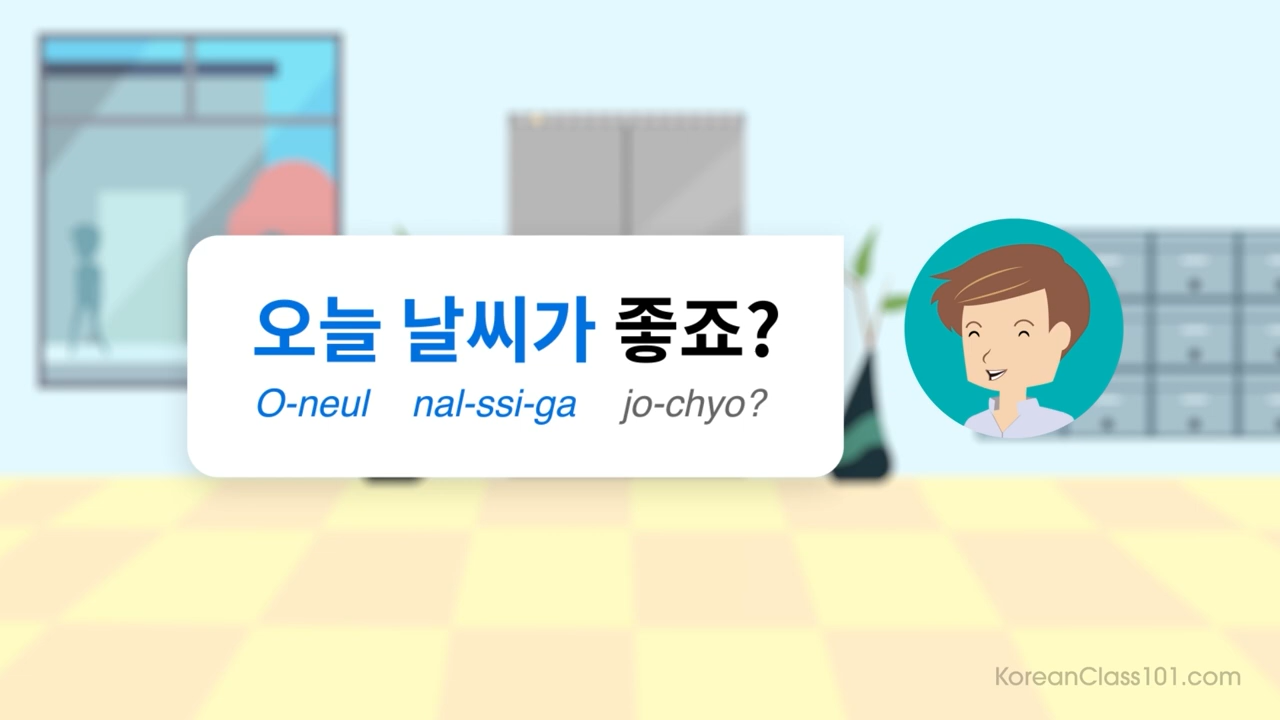 오늘 날씨가 좋죠?
O-neul nal-ssi-ga jo-chyo?
KoreanClass101.com